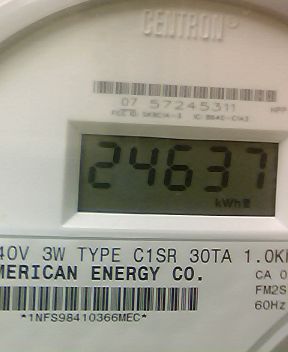 CENTRON®
07 57245311
24637
kWh
40V 3W TYPE C1SR 30TA 1.0K
MERICAN ENERGY CO.
CA 0
FM2S
60Hz
*1NFS98410366MEC*